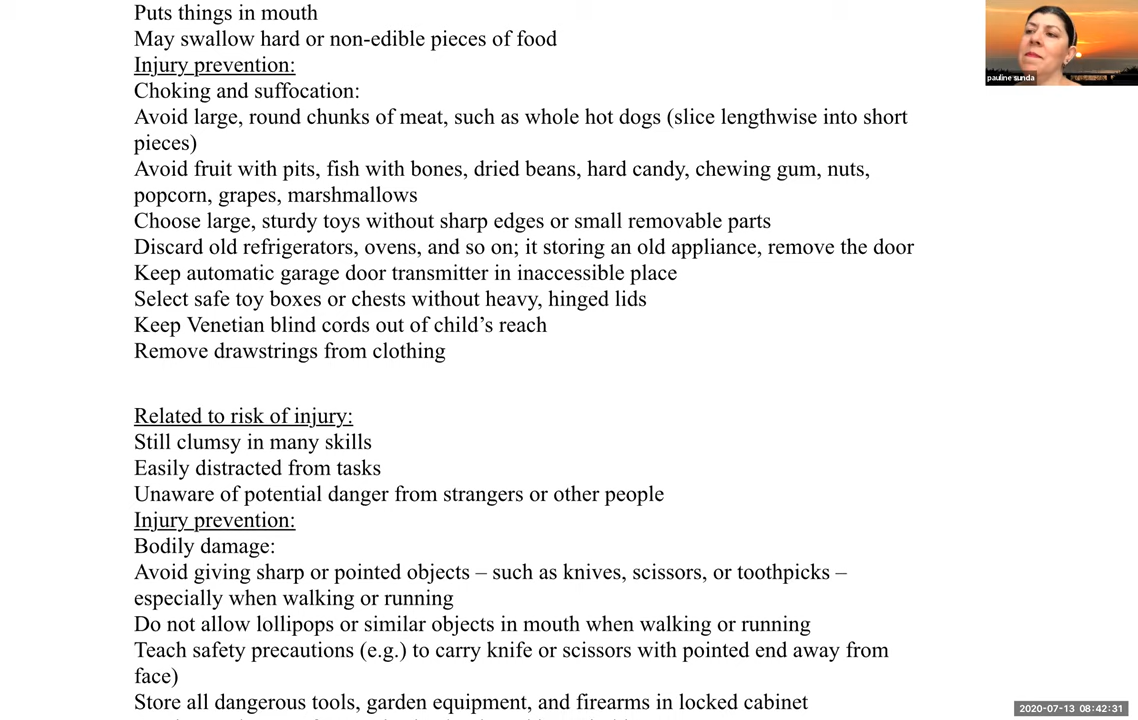 Puts things in mouth
May swallow hard or non-edible pieces of food
Injury prevention:
Choking and suffocation:
Avoid large, round chunks of meat, such as whole hot dogs (slice lengthwise into short
pieces)
Avoid fruit with pits, fish with bones, dried beans, hard candy, chewing gum, nuts,
popcorn, grapes, marshmallows
Choose large, sturdy toys without sharp edges or small removable parts
Discard old refrigerators, ovens, and so on; it storing an old appliance, remove the door
Keep automatic garage door transmitter in inaccessible place
Select safe toy boxes or chests without heavy, hinged lids
Keep Venetian blind cords out of child’s reach
Remove drawstrings from clothing
Related to risk of injury:
Still clumsy in many skills
Easily distracted from tasks
Unaware of potential danger from strangers or other people
Injury prevention:
Bodily damage:
Avoid giving sharp or pointed objects – such as knives, scissors, or toothpicks –
especially when walking or running
Do not allow lollipops or similar objects in mouth when walking or running
Teach safety precautions (e.g.) to carry knife or scissors with pointed end away from
face)
Store all dangerous tools, garden equipment, and firearms in locked cabinet
pauline sunda
2020-07-13 08:42:31